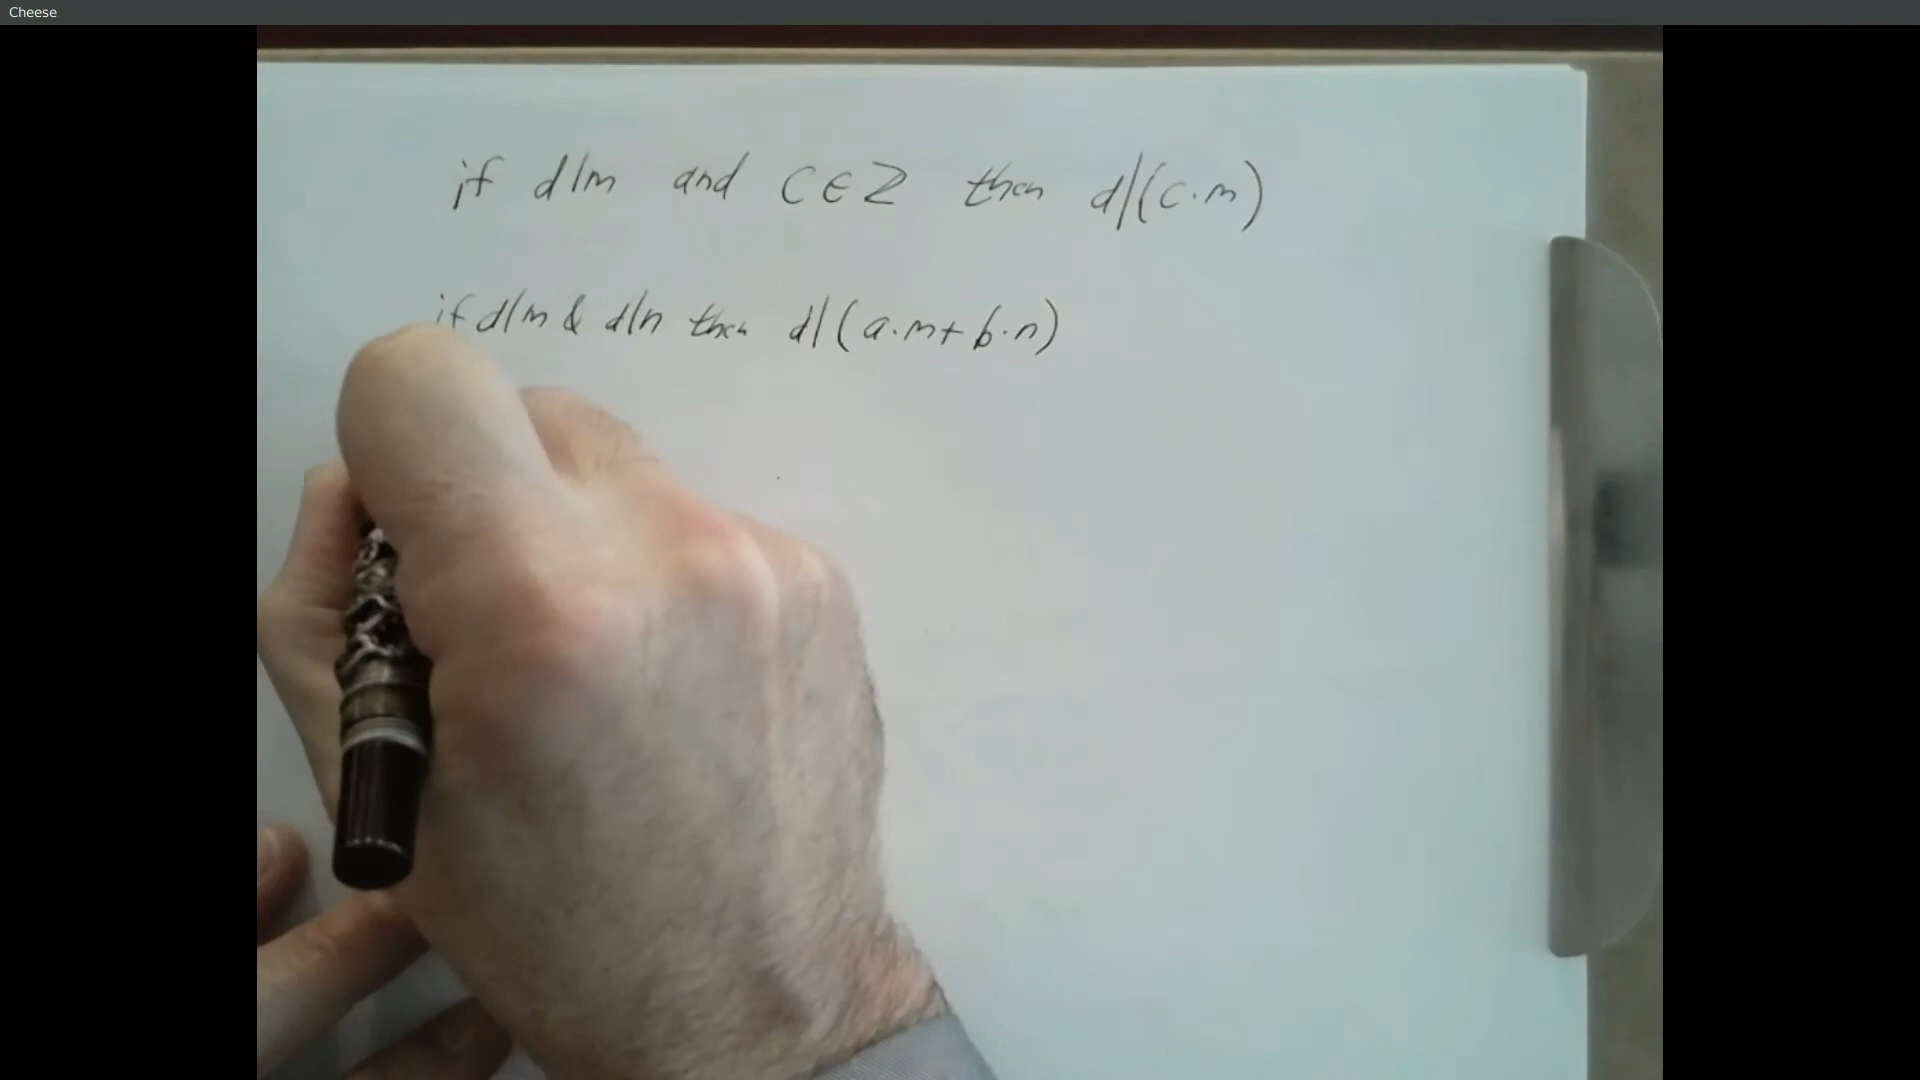 Cheese
if d|m and C ∈ Z then d|(c·m)
if d|m & d|n then d|(a·m+b·n)